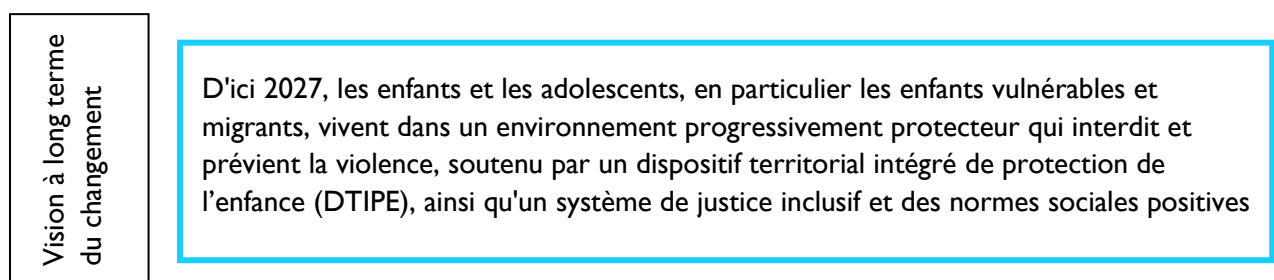 Vision à long terme
du changement
D'ici 2027, les enfants et les adolescents, en particulier les enfants vulnérables et
migrants, vivent dans un environnement progressivement protecteur qui interdit et
prévient la violence, soutenu par un dispositif territorial intégré de protection de
l’enfance (DTIPE), ainsi qu'un système de justice inclusif et des normes sociales positives